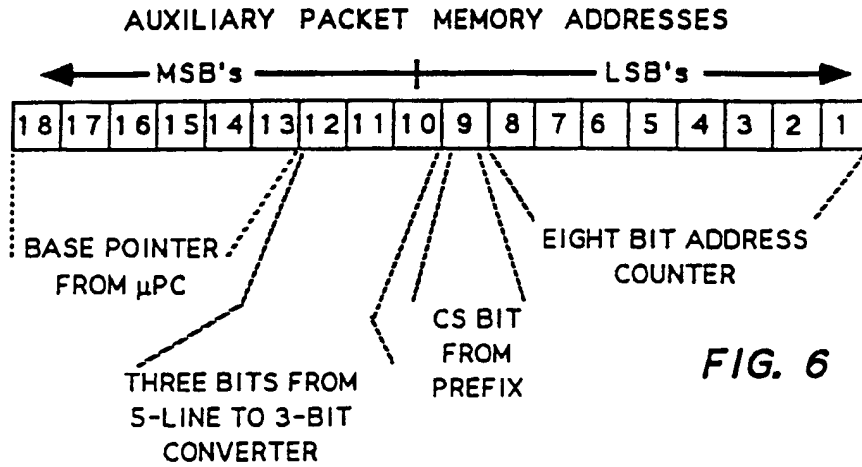 AUXILIARY PACKET MEMORY ADDRESSES
MSB's LSB's
18 17 16 15 14 13 12 11 10 9 8 7 6 5 4 3 2 1
BASE POINTER
FROM μPC
THREE BITS FROM
5-LINE TO 3-BIT
CONVERTER
CS BIT
FROM
PREFIX
EIGHT BIT ADDRESS
COUNTER
FIG. 6